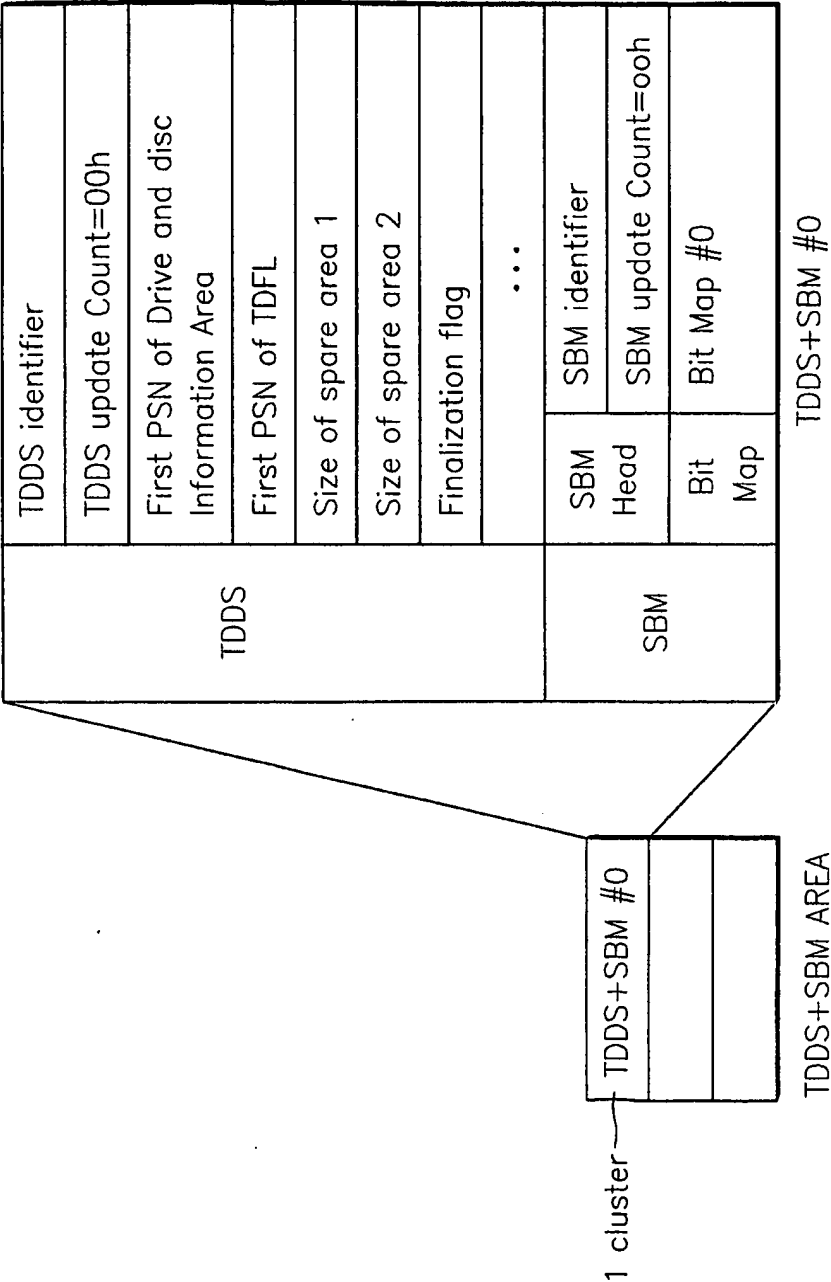 1 cluster
TDDS+SBM #0
TDDS+SBM AREA
TDDS
TDDS identifier
TDDS update Count=00h
First PSN of Drive and disc
Information Area
First PSN of TDFL
Size of spare area 1
Size of spare area 2
Finalization flag
...
SBM
SBM
Head
SBM identifier
SBM update Count=ooh
Bit
Map
Bit Map #0
TDDS+SBM #0